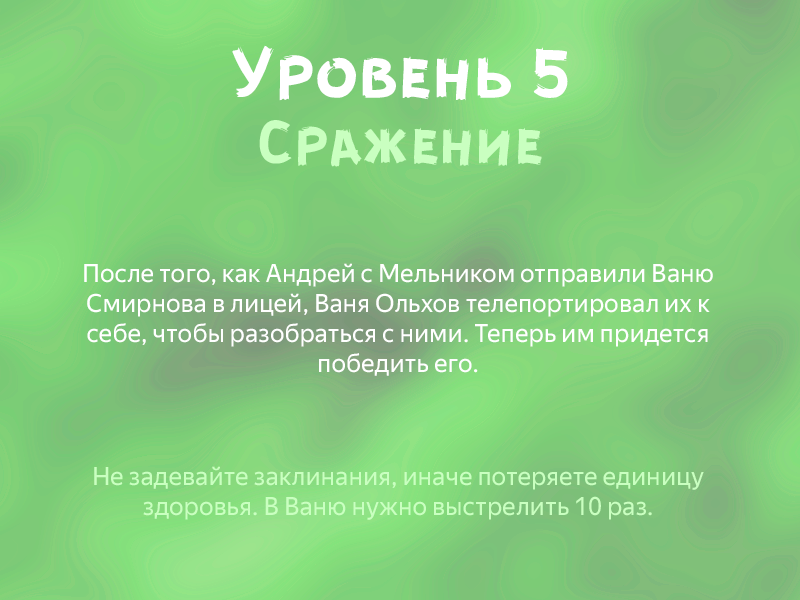 Уровень 5
Сражение
После того, как Андрей с Мельником отправили Ваню
Смирнова в лицей, Ваня Ольхов телепортировал их к
себе, чтобы разобраться с ними. Теперь им придется
победить его.
Не задевайте заклинания, иначе потеряете единицу
здоровья. В Ваню нужно выстрелить 10 раз.